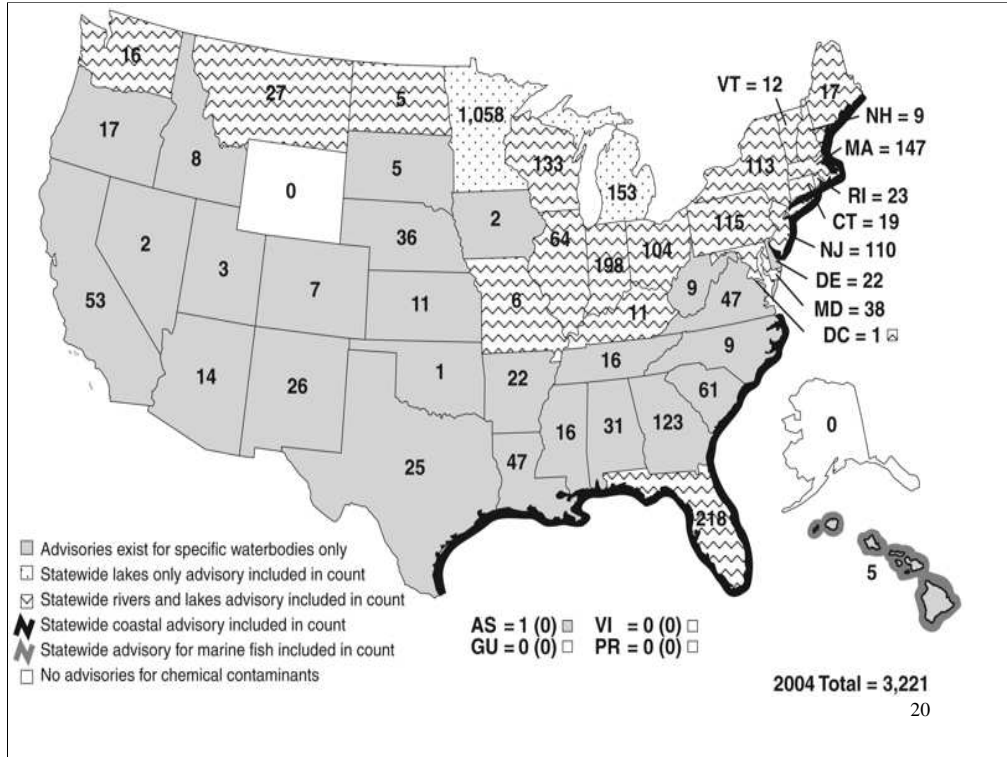 16
27
5
1,058
VT = 12
17
NH = 9
17
8
0
5
133
153
113
MA = 147
RI = 23
CT = 19
2
3
7
36
2
64
198
104
115
NJ = 110
DE = 22
53
11
6
11
9
47
MD = 38
DC = 1
14
26
1
22
16
9
61
0
25
47
16
31
123
218
5
Advisories exist for specific waterbodies only
Statewide lakes only advisory included in count
Statewide rivers and lakes advisory included in count
Statewide coastal advisory included in count
Statewide advisory for marine fish included in count
No advisories for chemical contaminants
AS = 1 (0) VI = 0 (0)
GU = 0 (0) PR = 0 (0)
2004 Total = 3,221
20